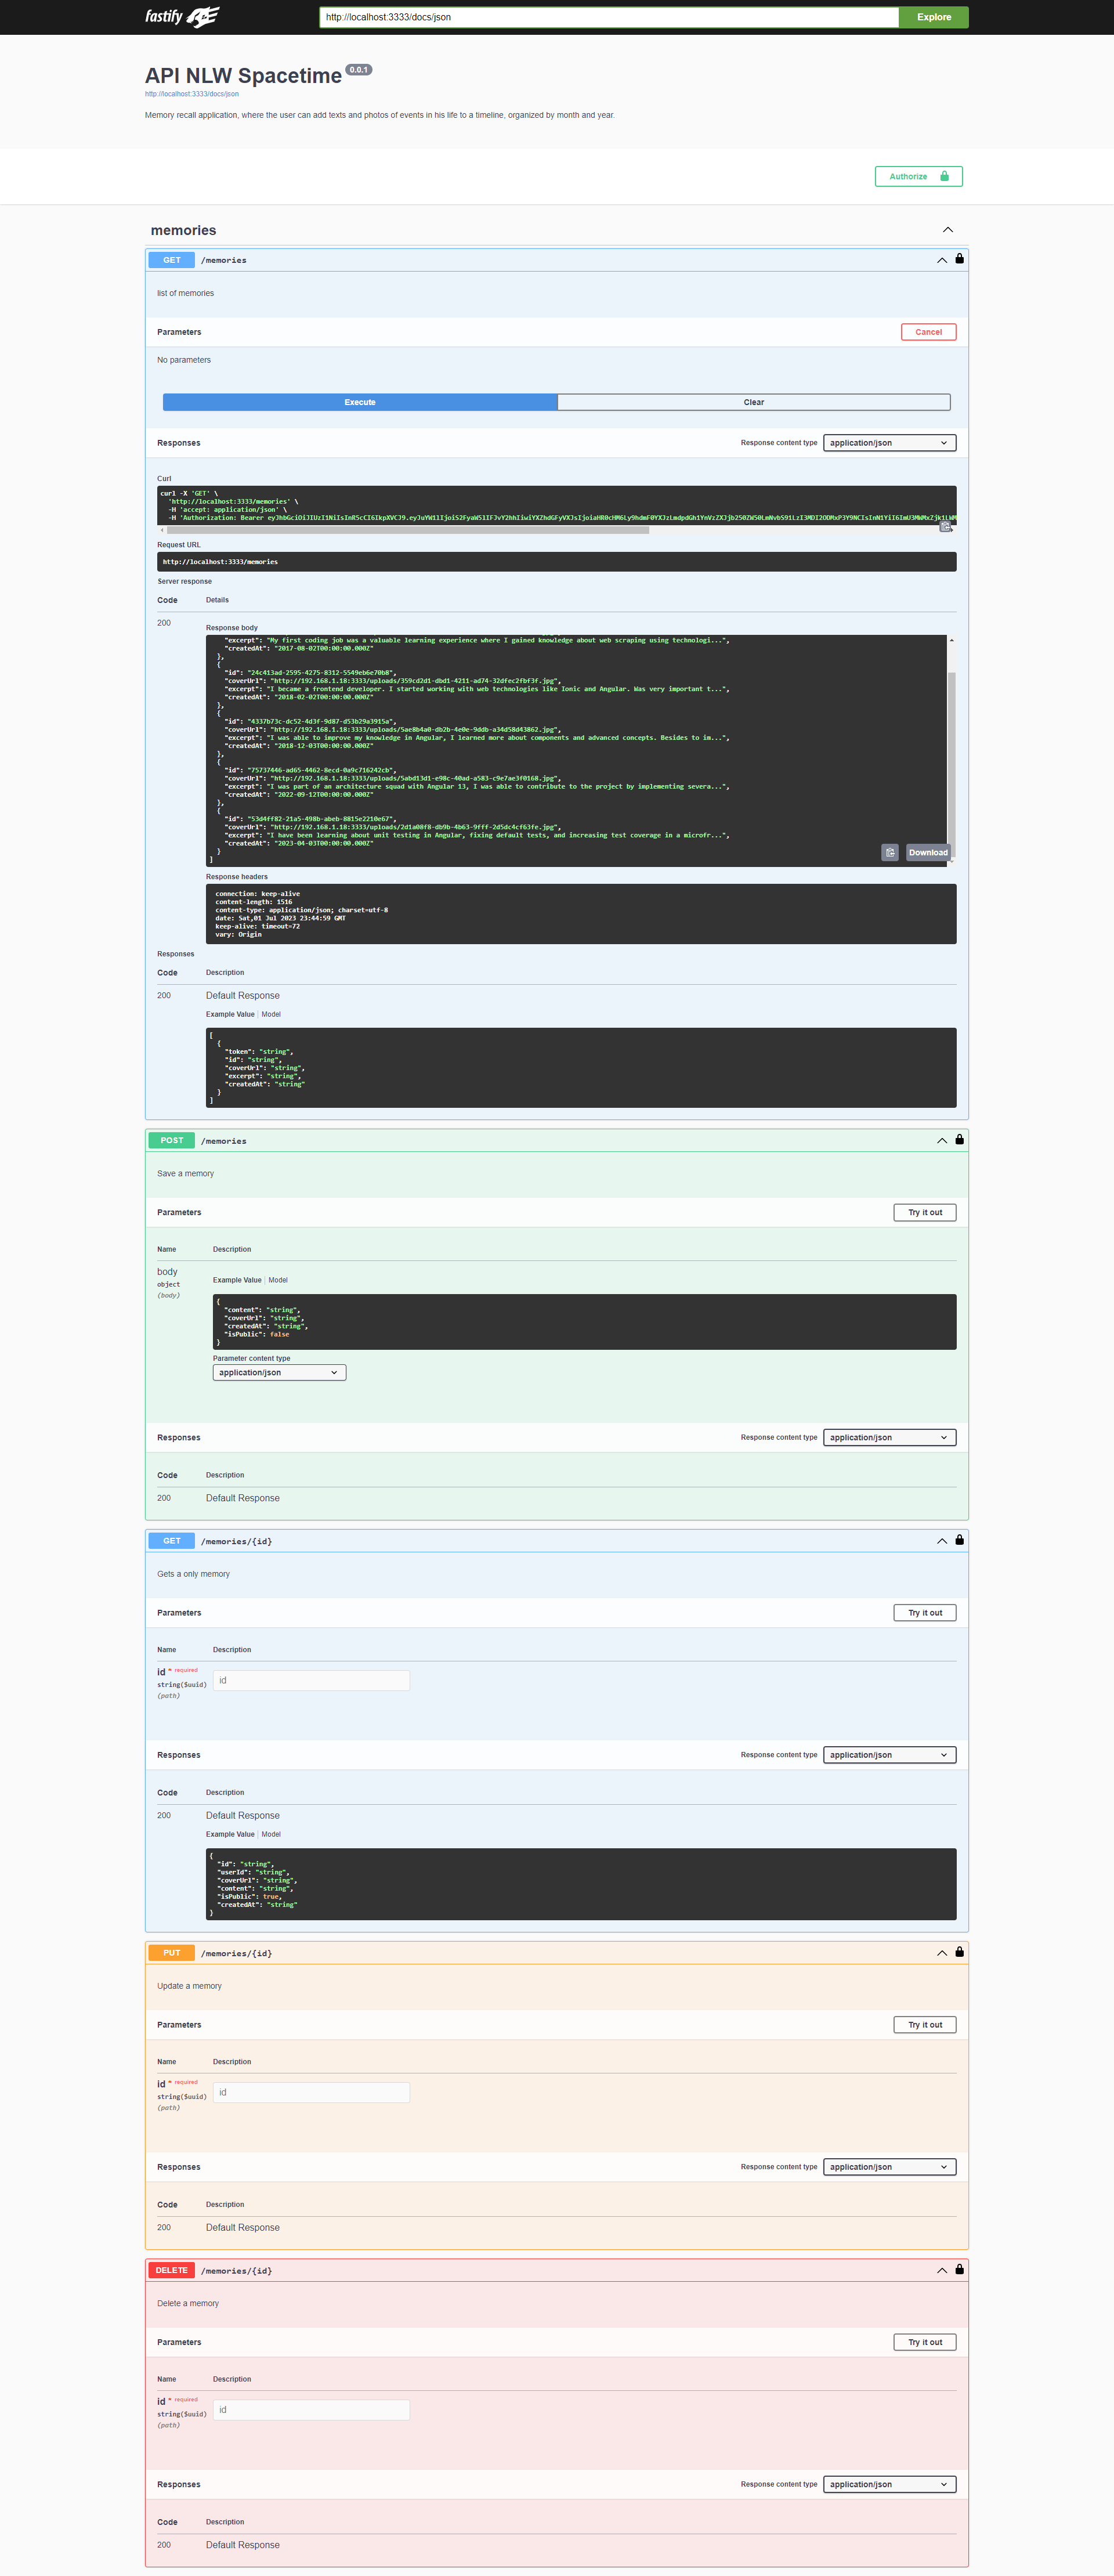 fastify
http://localhost:3333/docs/json Explore
API NLW Spacetime 0.0.1
http://localhost:3333/docs/json
Memory recall application, where the user can add texts and photos of events in his life to a timeline, organized by month and year.
Authorize
memories
GET /memories
list of memories
Parameters Cancel
No parameters
Execute Clear
Responses Response content type application/json
Curl
curl -X 'GET' \
'http://localhost:3333/memories' \
-H 'accept: application/json' \
-H 'Authorization: Bearer
Request URL
http://localhost:3333/memories
Server response
Code Details
200
Response body
"excerpt": "My first coding job was a valuable learning experience where I gained knowledge about web scraping using technologi...",
"createdAt": "2017-08-02T00:00:00.000Z"
},
{
"id": "24c413ad-2595-4275-8312-5549eb6e70b8",
"coverUrl": "http://192.168.1.18:3333/uploads/359cd2d1-dbd1-4211-ad74-32dfec2fbf3f.jpg",
"excerpt": "I became a frontend developer. I started working with web technologies like Ionic and Angular. Was very important t...",
"createdAt": "2018-02-02T00:00:00.000Z"
},
{
"id": "4337b73c-dc52-4d3f-9d87-d53b29a3915a",
"coverUrl": "http://192.168.1.18:3333/uploads/5ae8b4a0-db2b-4e0e-9ddb-a34d58d43862.jpg",
"excerpt": "I was able to improve my knowledge in Angular, I learned more about components and advanced concepts. Besides to im...",
"createdAt": "2018-12-03T00:00:00.000Z"
},
{
"id": "75737446-ad65-4462-8ecd-0a9c716242cb",
"coverUrl": "http://192.168.1.18:3333/uploads/5abd13d1-e98c-40ad-a583-c9e7ae3f0168.jpg",
"excerpt": "I was part of an architecture squad with Angular 13, I was able to contribute to the project by implementing severa...",
"createdAt": "2022-09-12T00:00:00.000Z"
},
{
"id": "53d4ff82-21a5-498b-abeb-8815e2210e67",
"coverUrl": "http://192.168.1.18:3333/uploads/2d1a08f8-db9b-4b63-9fff-2d5dc4cf63fe.jpg",
"excerpt": "I have been learning about unit testing in Angular, fixing default tests, and increasing test coverage in a microfr...",
"createdAt": "2023-04-03T00:00:00.000Z"
}
]
Download
Response headers
connection: keep-alive
content-length: 1516
content-type: application/json; charset=utf-8
date: Sat,01 Jul 2023 23:44:59 GMT
keep-alive: timeout=72
vary: Origin
Responses
Code Description
200 Default Response
Example Value | Model
[
{
"token": "string",
"id": "string",
"coverUrl": "string",
"excerpt": "string",
"createdAt": "string"
}
]
POST /memories
Save a memory
Parameters Try it out
Name Description
body
object
(body)
Example Value | Model
{
"content": "string",
"coverUrl": "string",
"createdAt": "string",
"isPublic": false
}
Parameter content type
application/json
Responses Response content type application/json
Code Description
200 Default Response
GET /memories/{id}
Gets a only memory
Parameters Try it out
Name Description
id * required
string($uuid)
(path)
id
Responses Response content type application/json
Code Description
200 Default Response
Example Value | Model
{
"id": "string",
"userId": "string",
"coverUrl": "string",
"content": "string",
"isPublic": true,
"createdAt": "string"
}
PUT /memories/{id}
Update a memory
Parameters Try it out
Name Description
id * required
string($uuid)
(path)
id
Responses Response content type application/json
Code Description
200 Default Response
DELETE /memories/{id}
Delete a memory
Parameters Try it out
Name Description
id * required
string($uuid)
(path)
id
Responses Response content type application/json
Code Description
200 Default Response